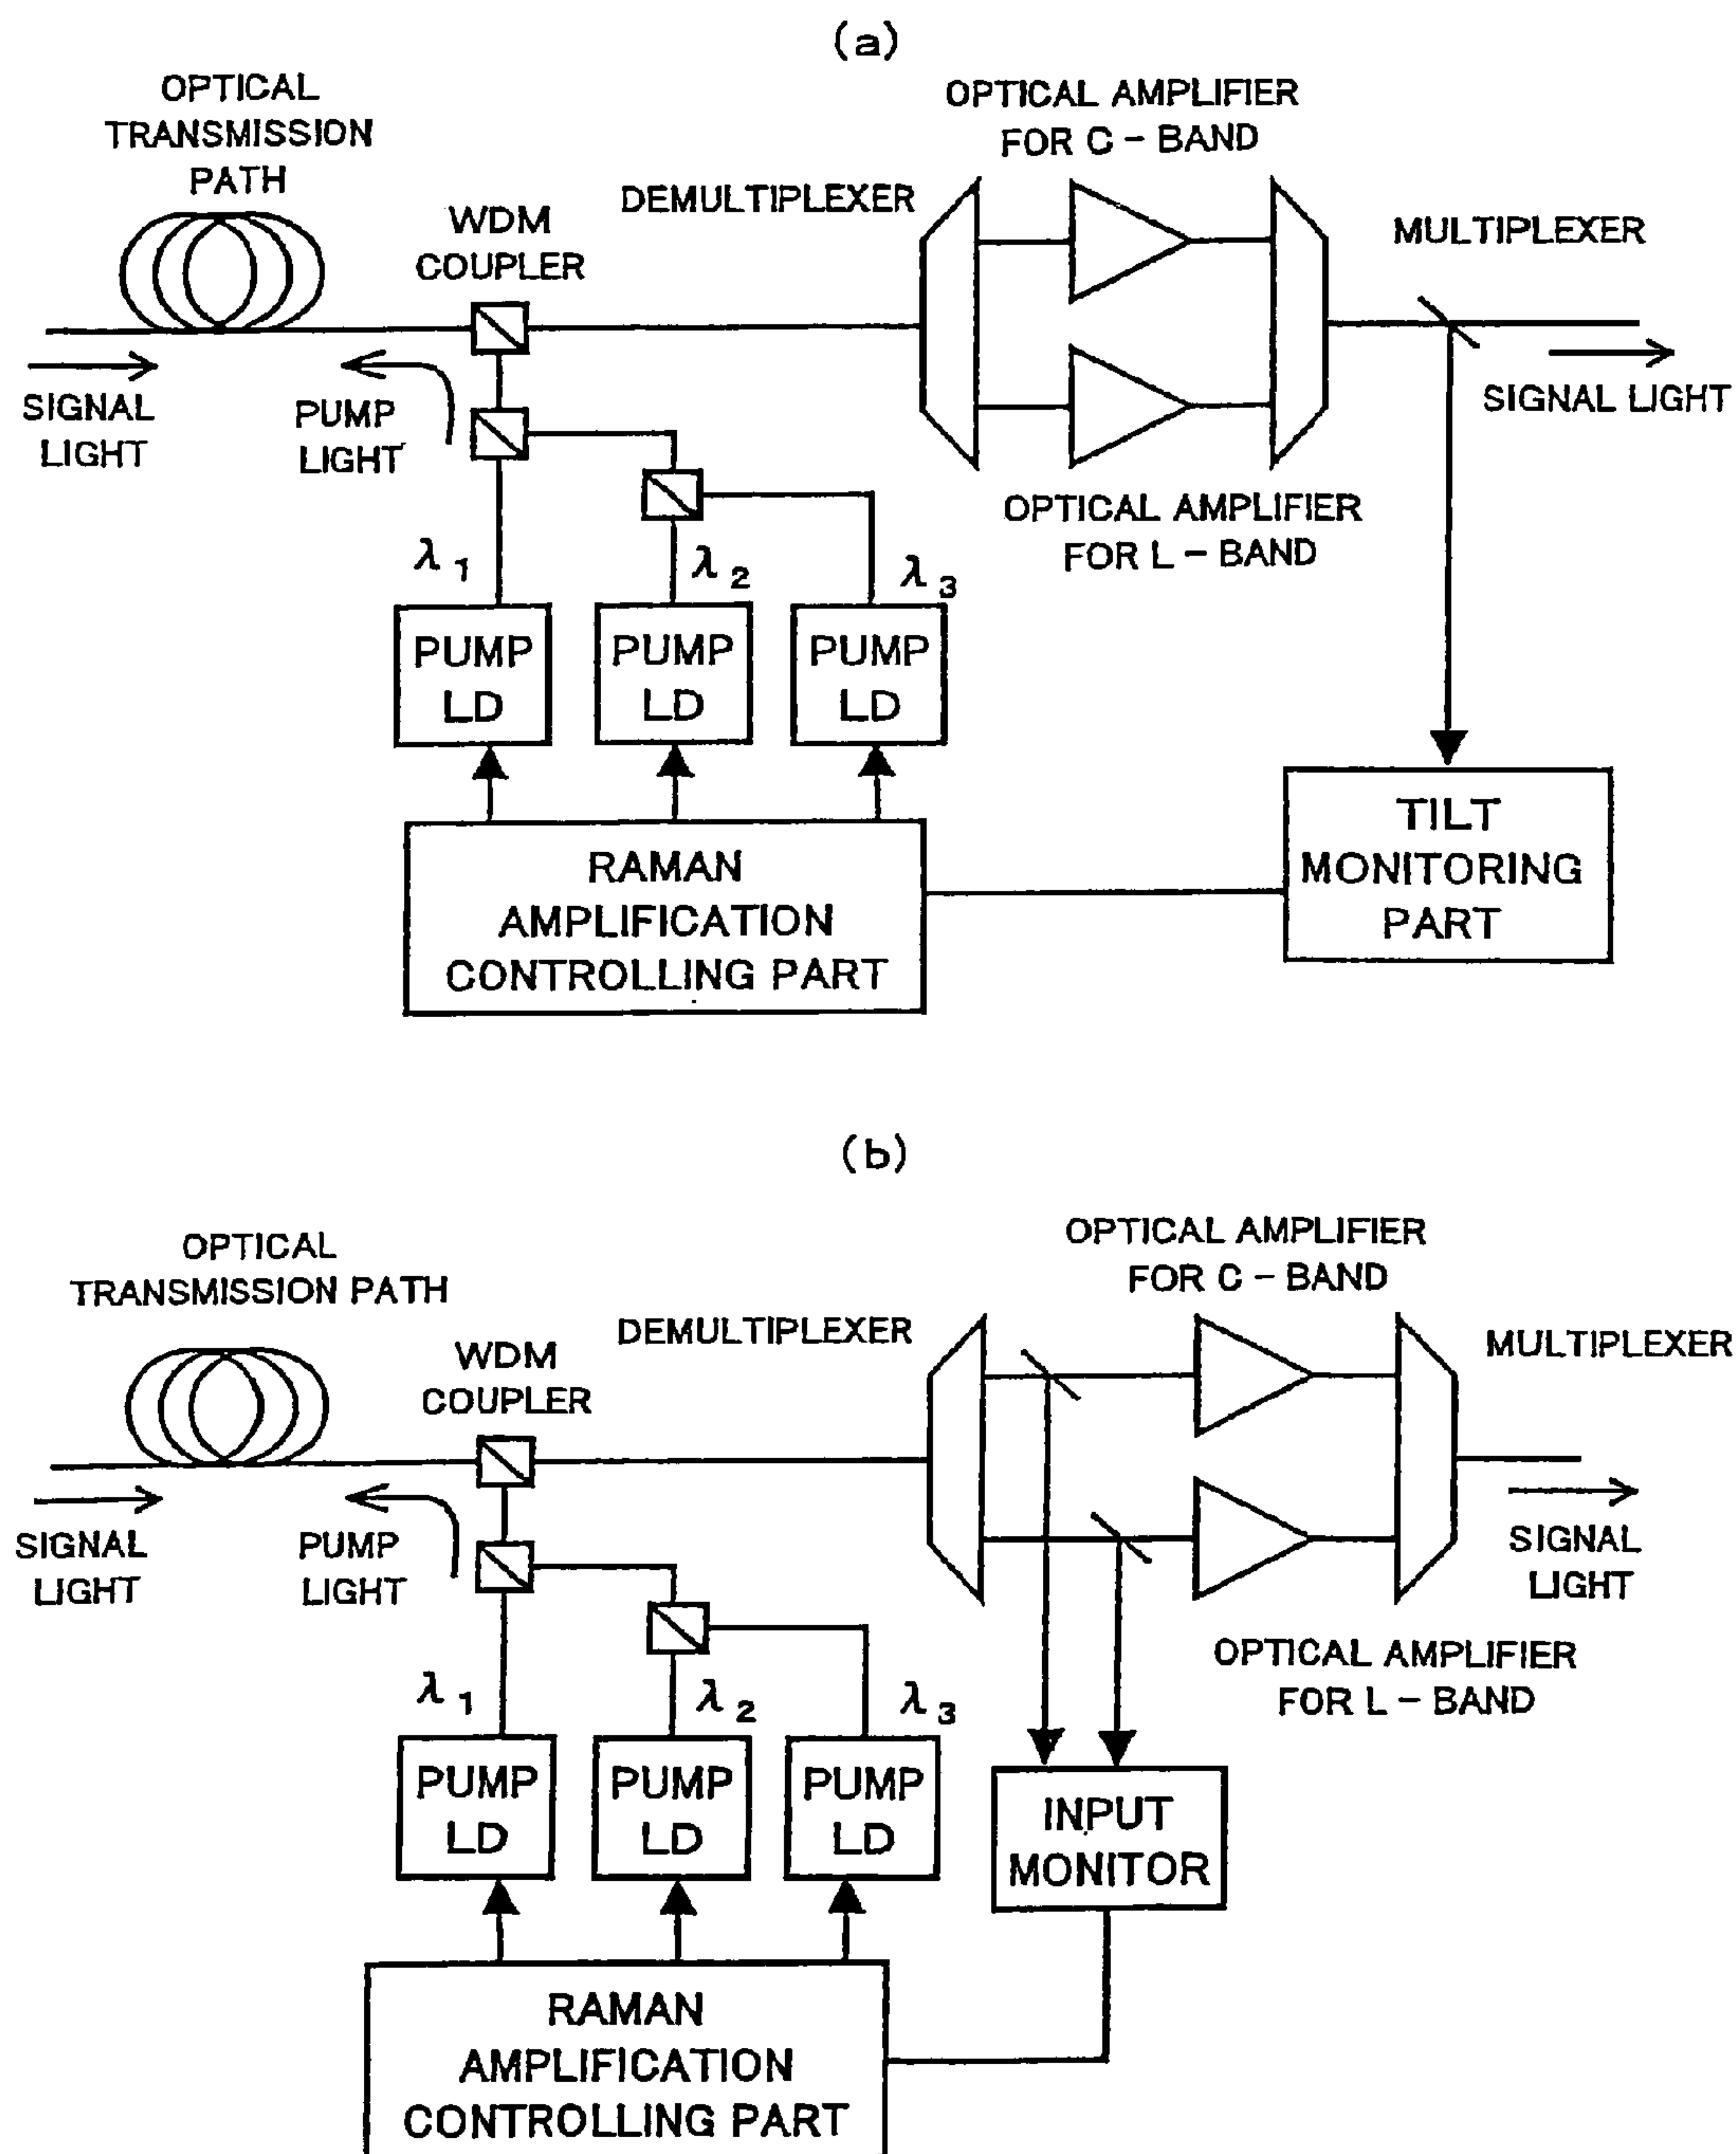 (a)
OPTICAL
TRANSMISSION
PATH
OPTICAL AMPLIFIER
FOR C - BAND
WDM
COUPLER
DEMULTIPLEXER
MULTIPLEXER
SIGNAL
LIGHT
PUMP
LIGHT
SIGNAL LIGHT
OPTICAL AMPLIFIER
FOR L - BAND
λ1
λ2
λ3
PUMP
LD
PUMP
LD
PUMP
LD
TILT
MONITORING
PART
RAMAN
AMPLIFICATION
CONTROLLING PART
(b)
OPTICAL
TRANSMISSION PATH
OPTICAL AMPLIFIER
FOR C - BAND
WDM
COUPLER
DEMULTIPLEXER
MULTIPLEXER
SIGNAL
LIGHT
PUMP
LIGHT
SIGNAL
LIGHT
OPTICAL AMPLIFIER
FOR L - BAND
λ1
λ2
λ3
PUMP
LD
PUMP
LD
PUMP
LD
INPUT
MONITOR
RAMAN
AMPLIFICATION
CONTROLLING PART